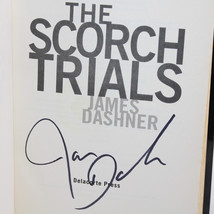 THE
SCORCH
TRIALS
JAMES
DASHNER
Delacorte Press